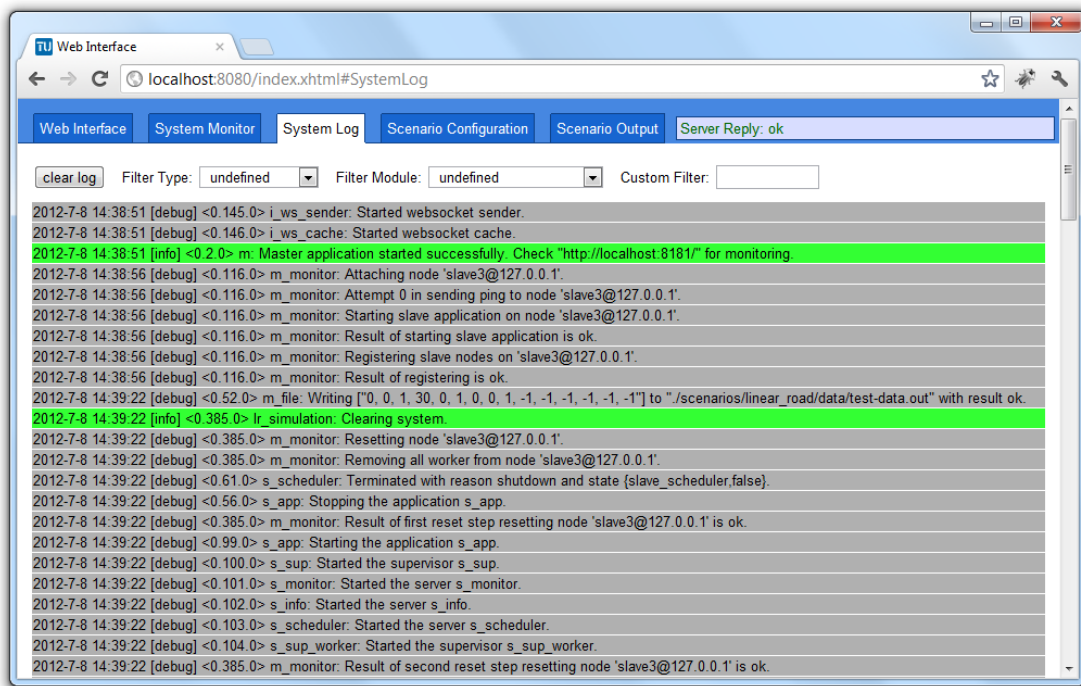 TU Web Interface
localhost:8080/index.xhtml#SystemLog
Web Interface System Monitor System Log Scenario Configuration Scenario Output Server Reply: ok
clear log Filter Type: undefined Filter Module: undefined Custom Filter:
2012-7-8 14:38:51 [debug] <0.145.0> i_ws_sender: Started websocket sender.
2012-7-8 14:38:51 [debug] <0.146.0> i_ws_cache: Started websocket cache.
2012-7-8 14:38:51 [info] <0.2.0> m: Master application started successfully. Check "http://localhost:8181/" for monitoring.
2012-7-8 14:38:56 [debug] <0.116.0> m_monitor: Attaching node 'slave3@127.0.0.1'.
2012-7-8 14:38:56 [debug] <0.116.0> m_monitor: Attempt 0 in sending ping to node 'slave3@127.0.0.1'.
2012-7-8 14:38:56 [debug] <0.116.0> m_monitor: Starting slave application on node 'slave3@127.0.0.1'.
2012-7-8 14:38:56 [debug] <0.116.0> m_monitor: Result of starting slave application is ok.
2012-7-8 14:38:56 [debug] <0.116.0> m_monitor: Registering slave nodes on 'slave3@127.0.0.1'.
2012-7-8 14:38:56 [debug] <0.116.0> m_monitor: Result of registering is ok.
2012-7-8 14:39:22 [debug] <0.52.0> m_file: Writing ["0, 0, 1, 30, 0, 1, 0, 0, 1, -1, -1, -1, -1, -1, -1"] to "./scenarios/linear_road/data/test-data.out" with result ok.
2012-7-8 14:39:22 [info] <0.385.0> lr_simulation: Clearing system.
2012-7-8 14:39:22 [debug] <0.385.0> m_monitor: Resetting node 'slave3@127.0.0.1'.
2012-7-8 14:39:22 [debug] <0.385.0> m_monitor: Removing all worker from node 'slave3@127.0.0.1'.
2012-7-8 14:39:22 [debug] <0.61.0> s_scheduler: Terminated with reason shutdown and state {slave_scheduler,false}.
2012-7-8 14:39:22 [debug] <0.56.0> s_app: Stopping the application s_app.
2012-7-8 14:39:22 [debug] <0.385.0> m_monitor: Result of first reset step resetting node 'slave3@127.0.0.1' is ok.
2012-7-8 14:39:22 [debug] <0.99.0> s_app: Starting the application s_app.
2012-7-8 14:39:22 [debug] <0.100.0> s_sup: Started the supervisor s_sup.
2012-7-8 14:39:22 [debug] <0.101.0> s_monitor: Started the server s_monitor.
2012-7-8 14:39:22 [debug] <0.102.0> s_info: Started the server s_info.
2012-7-8 14:39:22 [debug] <0.103.0> s_scheduler: Started the server s_scheduler.
2012-7-8 14:39:22 [debug] <0.104.0> s_sup_worker: Started the supervisor s_sup_worker.
2012-7-8 14:39:22 [debug] <0.385.0> m_monitor: Result of second reset step resetting node 'slave3@127.0.0.1' is ok.